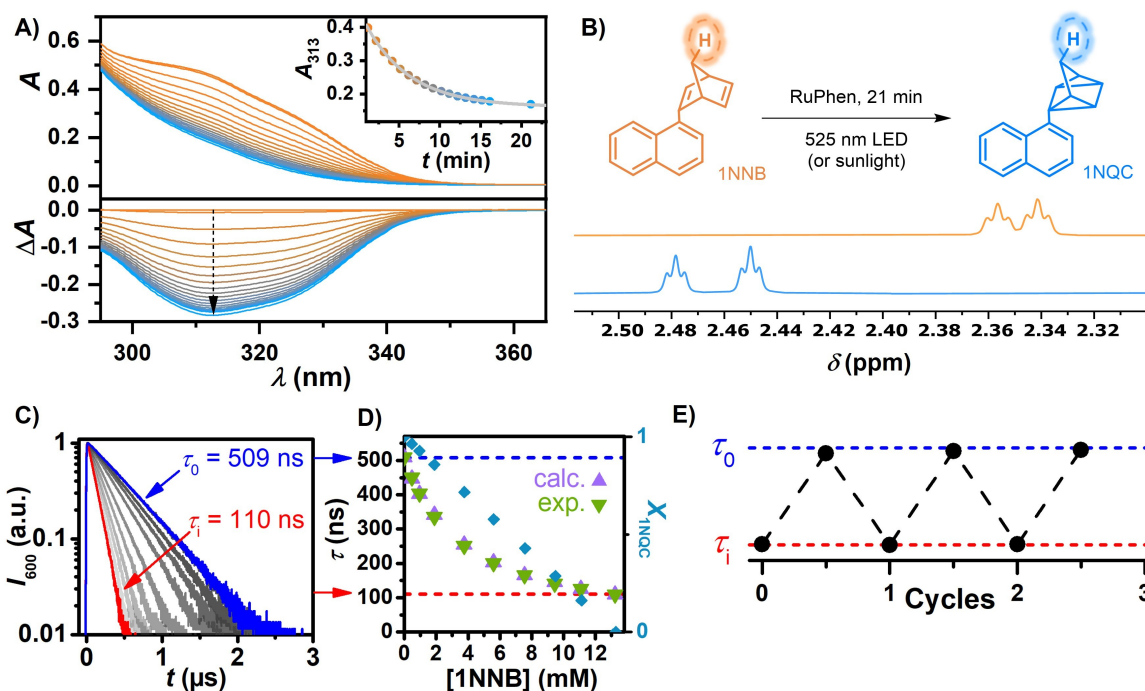 A)
0.6
0.4
0.2
0.0
A
0.4
0.3
0.2
A313
5 10 15 20
t (min)
0.0
-0.1
-0.2
-0.3
ΔA
300 320 340 360
λ (nm)
B)
H
H
RuPhen, 21 min
525 nm LED
(or sunlight)
1NNB
1NQC
2.50 2.48 2.46 2.44 2.42 2.40 2.38 2.36 2.34 2.32
δ (ppm)
C)
1
0.1
0.01
I600 (a.u.)
τ0 = 509 ns
τi = 110 ns
0 1 2 3
t (µs)
D)
500
450
300
250
200
100
0
τ (ns)
calc.
exp.
1
0
X1NQC
0 2 4 6 8 10 12
[1NNB] (mM)
E)
τ0
τi
0 1 2 3
Cycles